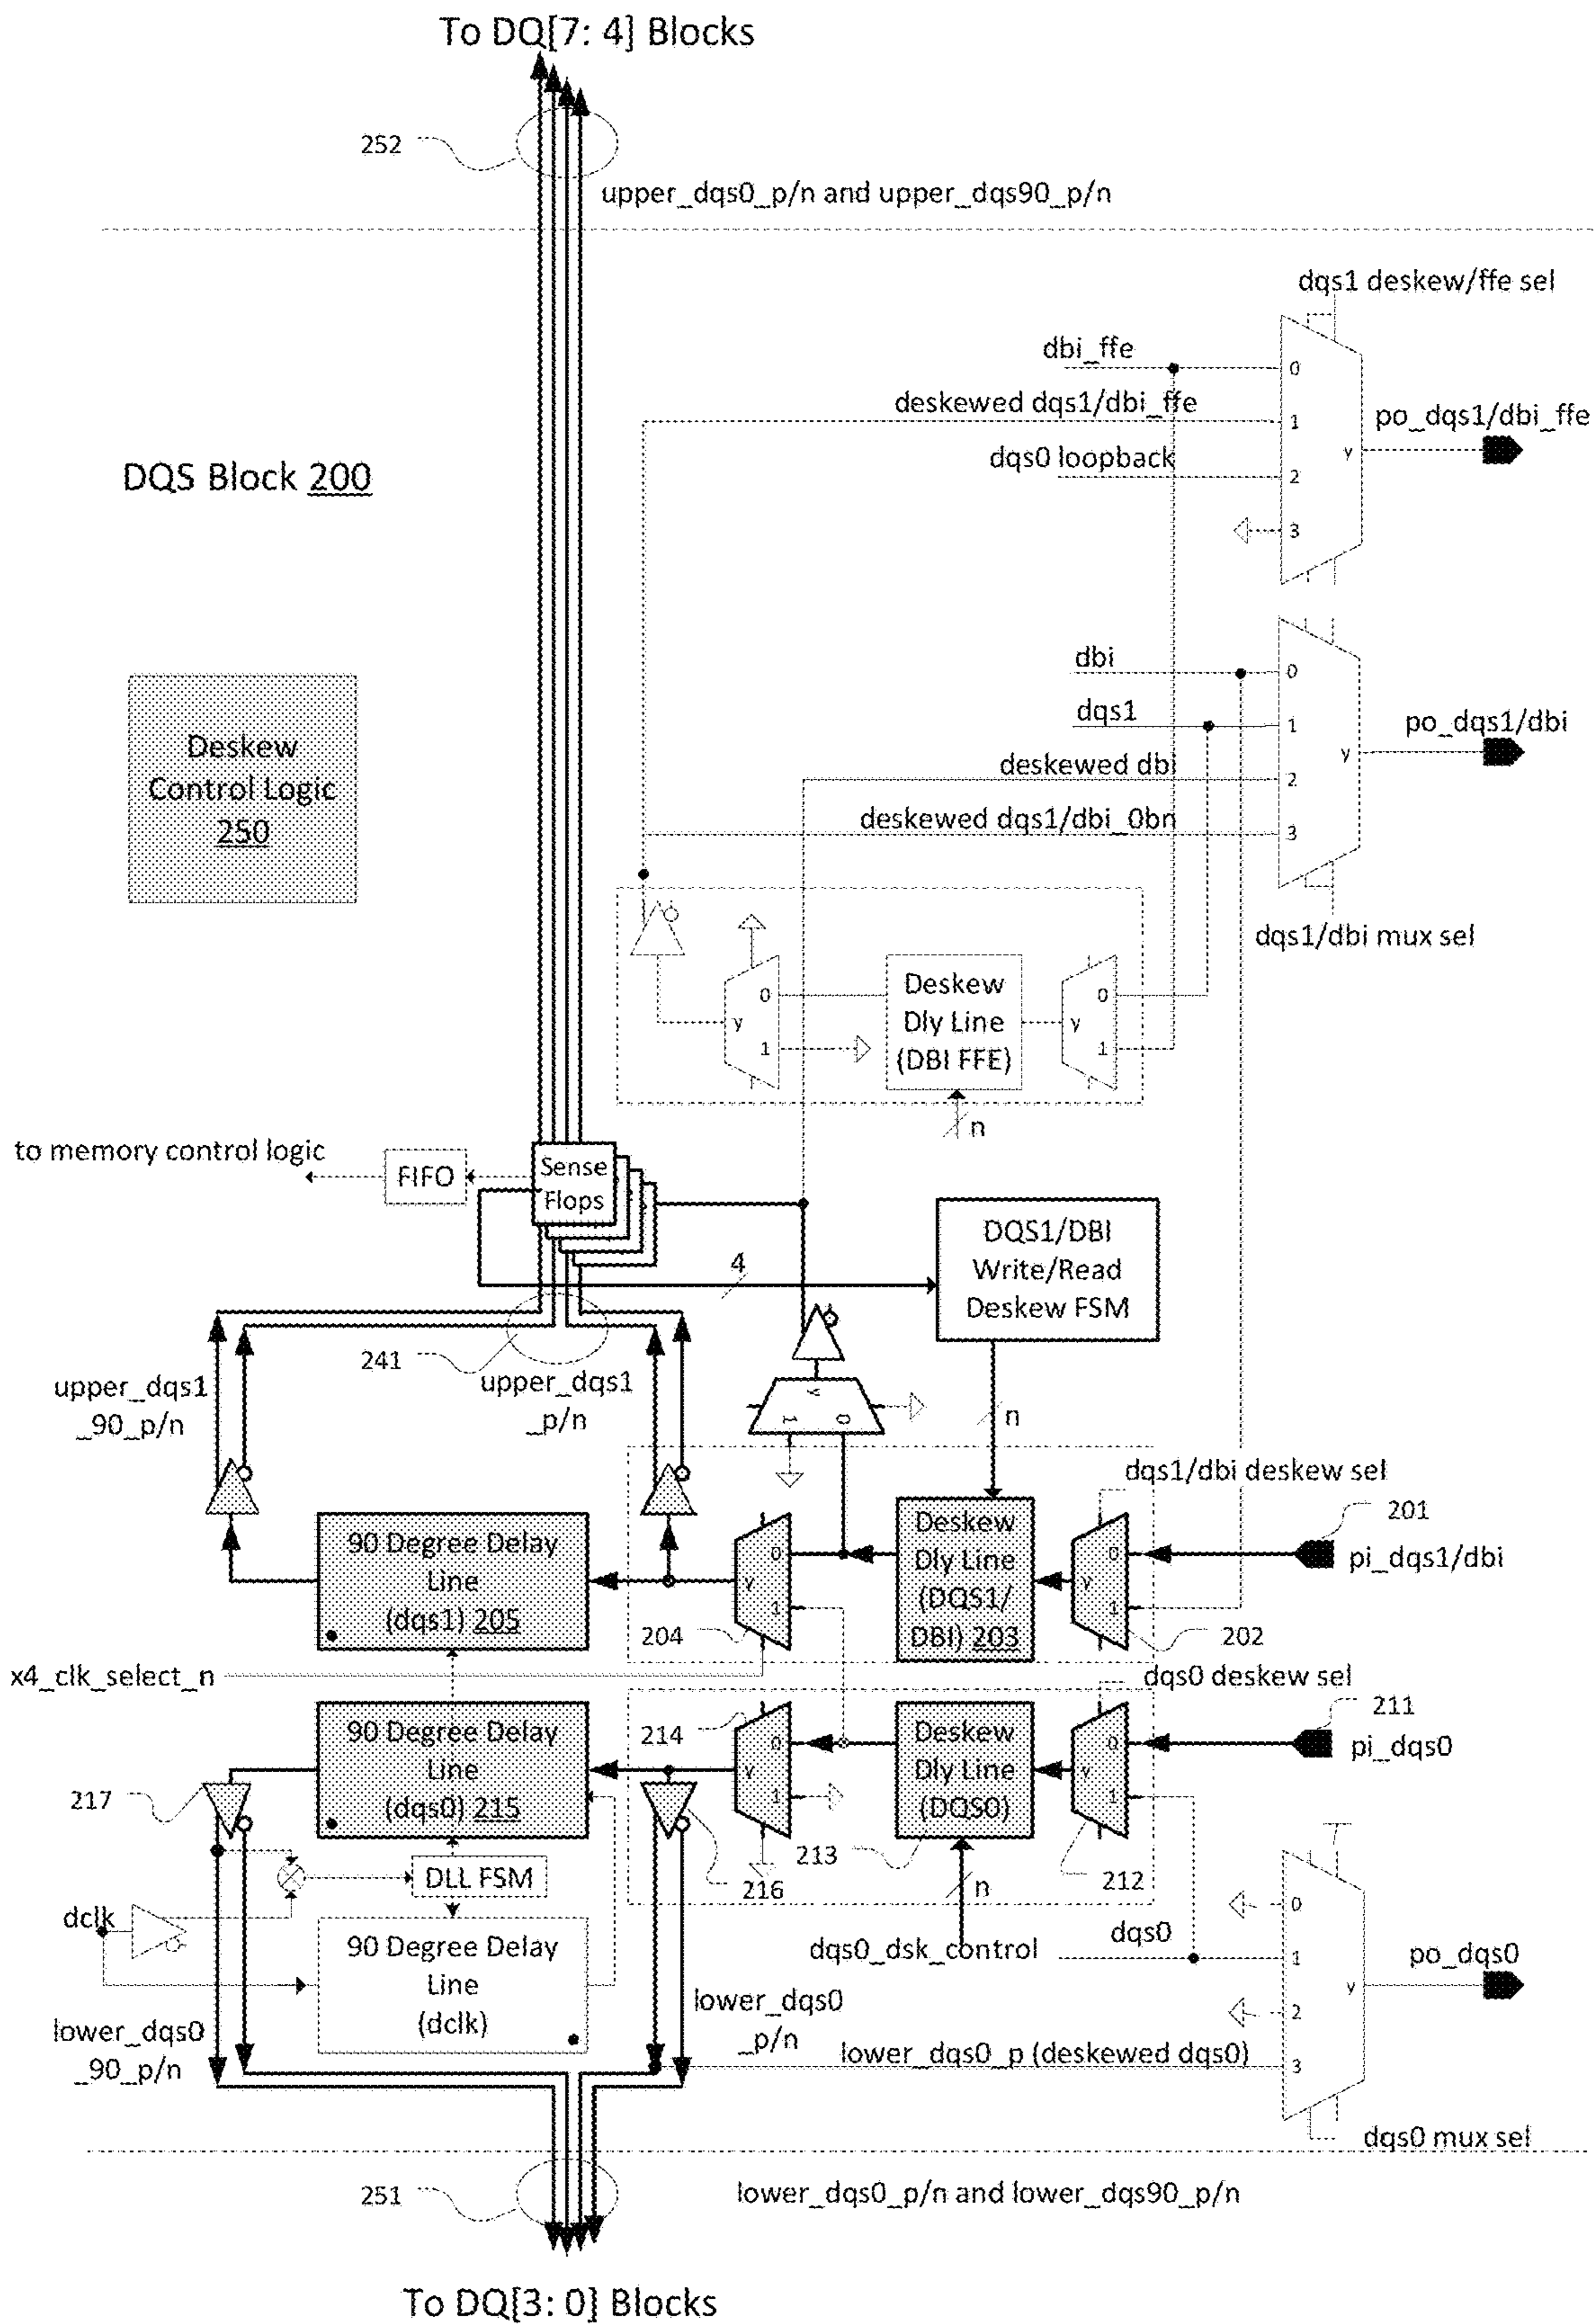 To DQ[7: 4] Blocks
252
upper_dqs0_p/n and upper_dqs90_p/n
dqs1 deskew/ffe sel
dbi_ffe
0
deskewed dqs1/dbi_ffe
1
po_dqs1/dbi_ffe
dqs0 loopback
2
y
3
DQS Block 200
dbi
0
dqs1
1
po_dqs1/dbi
y
deskewed dbi
2
deskewed dqs1/dbi_0bn
3
dqs1/dbi mux sel
Deskew
Control Logic
250
0
y
1
Deskew
Dly Line
(DBI FFE)
0
y
1
n
to memory control logic
FIFO
Sense
Flops
DQS1/DBI
Write/Read
Deskew FSM
4
241
upper_dqs1
_90_p/n
upper_dqs1
_p/n
y
1
0
n
dqs1/dbi deskew sel
201
pi_dqs1/dbi
90 Degree Delay
Line
(dqs1) 205
0
y
1
204
Deskew
Dly Line
(DQS1/
DBI) 203
0
y
1
202
x4_clk_select_n
dqs0 deskew sel
211
pi_dqs0
90 Degree Delay
Line
(dqs0) 215
214
0
y
1
Deskew
Dly Line
(DQS0)
0
y
1
217
213
212
216
n
DLL FSM
dclk
90 Degree Delay
Line
(dclk)
dqs0_dsk_control
dqs0
0
1
po_dqs0
y
2
3
lower_dqs0
_90_p/n
lower_dqs0
_p/n
lower_dqs0_p (deskewed dqs0)
dqs0 mux sel
251
lower_dqs0_p/n and lower_dqs90_p/n
To DQ[3: 0] Blocks